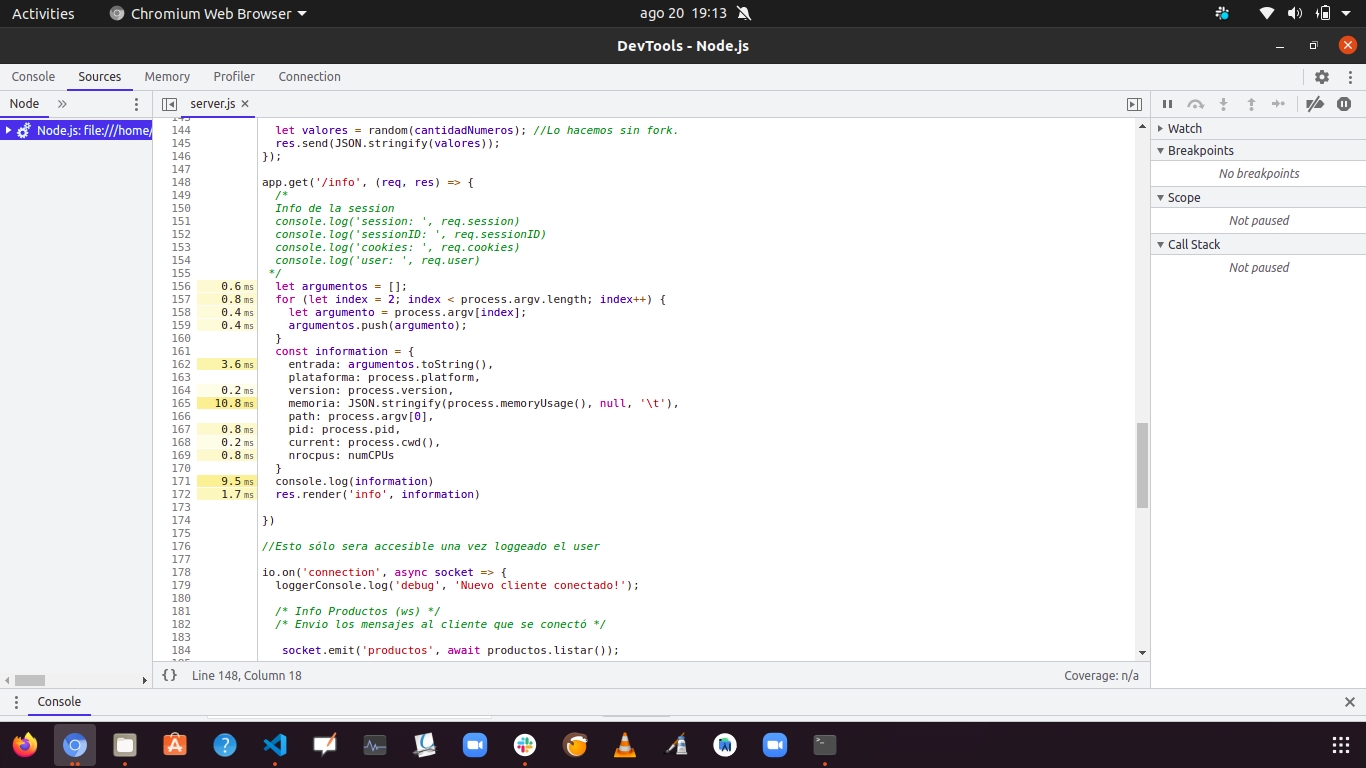 Activities
Chromium Web Browser
ago 20 19:13
DevTools - Node.js
Console Sources Memory Profiler Connection
Node
server.js
Node.js: file:///home/
144 let valores = random(cantidadNumeros); //Lo hacemos sin fork.
145 res.send(JSON.stringify(valores));
146 });
147
148 app.get('/info', (req, res) => {
149 /*
150 Info de la session
151 console.log('session: ', req.session)
152 console.log('sessionID: ', req.sessionID)
153 console.log('cookies: ', req.cookies)
154 console.log('user: ', req.user)
155 */
156 0.6 ms let argumentos = [];
157 0.8 ms for (let index = 2; index < process.argv.length; index++) {
158 0.4 ms let argumento = process.argv[index];
159 0.4 ms argumentos.push(argumento);
160 }
161 const information = {
162 3.6 ms entrada: argumentos.toString(),
163 plataforma: process.platform,
164 0.2 ms version: process.version,
165 10.8 ms memoria: JSON.stringify(process.memoryUsage(), null, '\t'),
166 path: process.argv[0],
167 0.8 ms pid: process.pid,
168 0.2 ms current: process.cwd(),
169 0.8 ms nrocpus: numCPUs
170 }
171 9.5 ms console.log(information)
172 1.7 ms res.render('info', information)
173
174 })
175
176 //Esto sólo sera accesible una vez loggeado el user
177
178 io.on('connection', async socket => {
179 loggerConsole.log('debug', 'Nuevo cliente conectado!');
180
181 /* Info Productos (ws) */
182 /* Envio los mensajes al cliente que se conectó */
183
184 socket.emit('productos', await productos.listar());
{} Line 148, Column 18
Coverage: n/a
Watch
Breakpoints
No breakpoints
Scope
Not paused
Call Stack
Not paused
Console